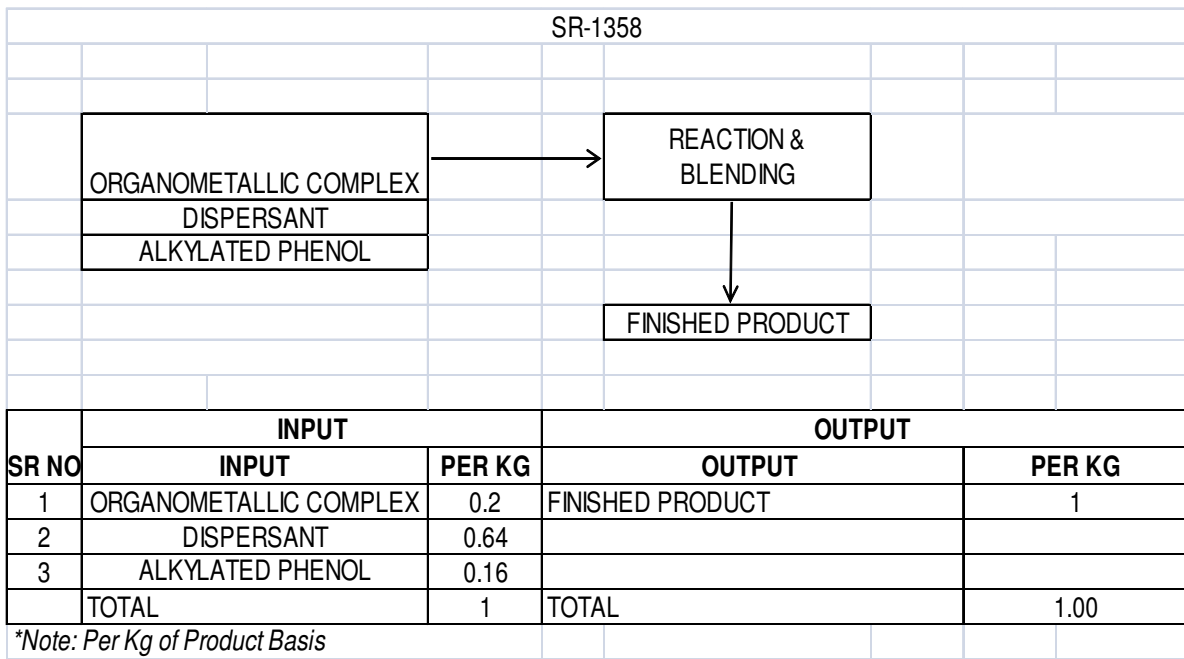 SR-1358
ORGANOMETALLIC COMPLEX
DISPERSANT
ALKYLATED PHENOL
REACTION &
BLENDING
FINISHED PRODUCT
INPUT OUTPUT
SR NO INPUT PER KG OUTPUT PER KG
1 ORGANOMETALLIC COMPLEX 0.2 FINISHED PRODUCT 1
2 DISPERSANT 0.64
3 ALKYLATED PHENOL 0.16
TOTAL 1 TOTAL 1.00
*Note: Per Kg of Product Basis